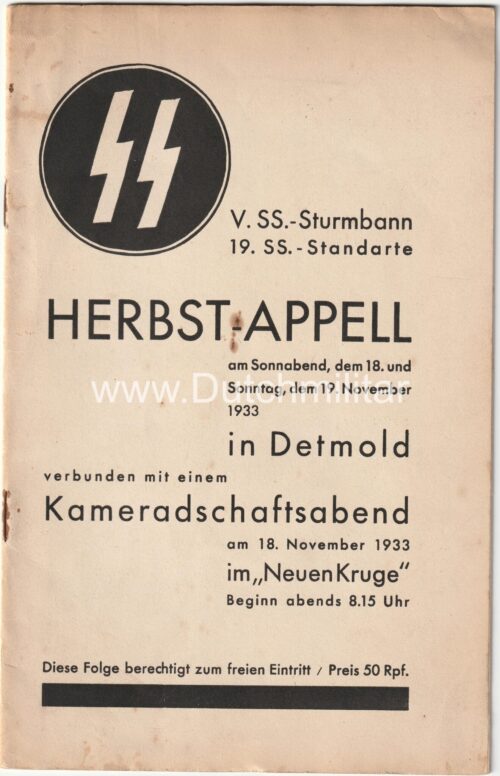 V. SS.-Sturmbann
19. SS.-Standarte
HERBST-APPELL
am Sonnabend, dem 18. und
Sonntag, dem 19. November
1933
www.Dutchmilitar
in Detmold
verbunden mit einem
Kameradschaftsabend
am 18. November 1933
im „Neuen Kruge"
Beginn abends 8.15 Uhr
Diese Folge berechtigt zum freien Eintritt / Preis 50 Rpf.